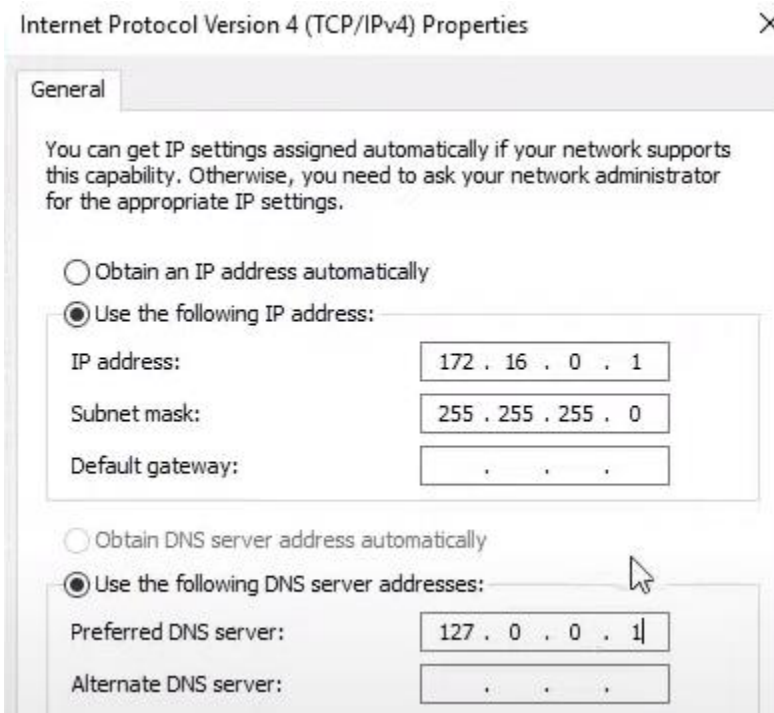 Internet Protocol Version 4 (TCP/IPv4) Properties
General
You can get IP settings assigned automatically if your network supports
this capability. Otherwise, you need to ask your network administrator
for the appropriate IP settings.
Obtain an IP address automatically
Use the following IP address:
IP address: 172 . 16 . 0 . 1
Subnet mask: 255 . 255 . 255 . 0
Default gateway: . . .
Obtain DNS server address automatically
Use the following DNS server addresses:
Preferred DNS server: 127 . 0 . 0 . 1
Alternate DNS server: . . .